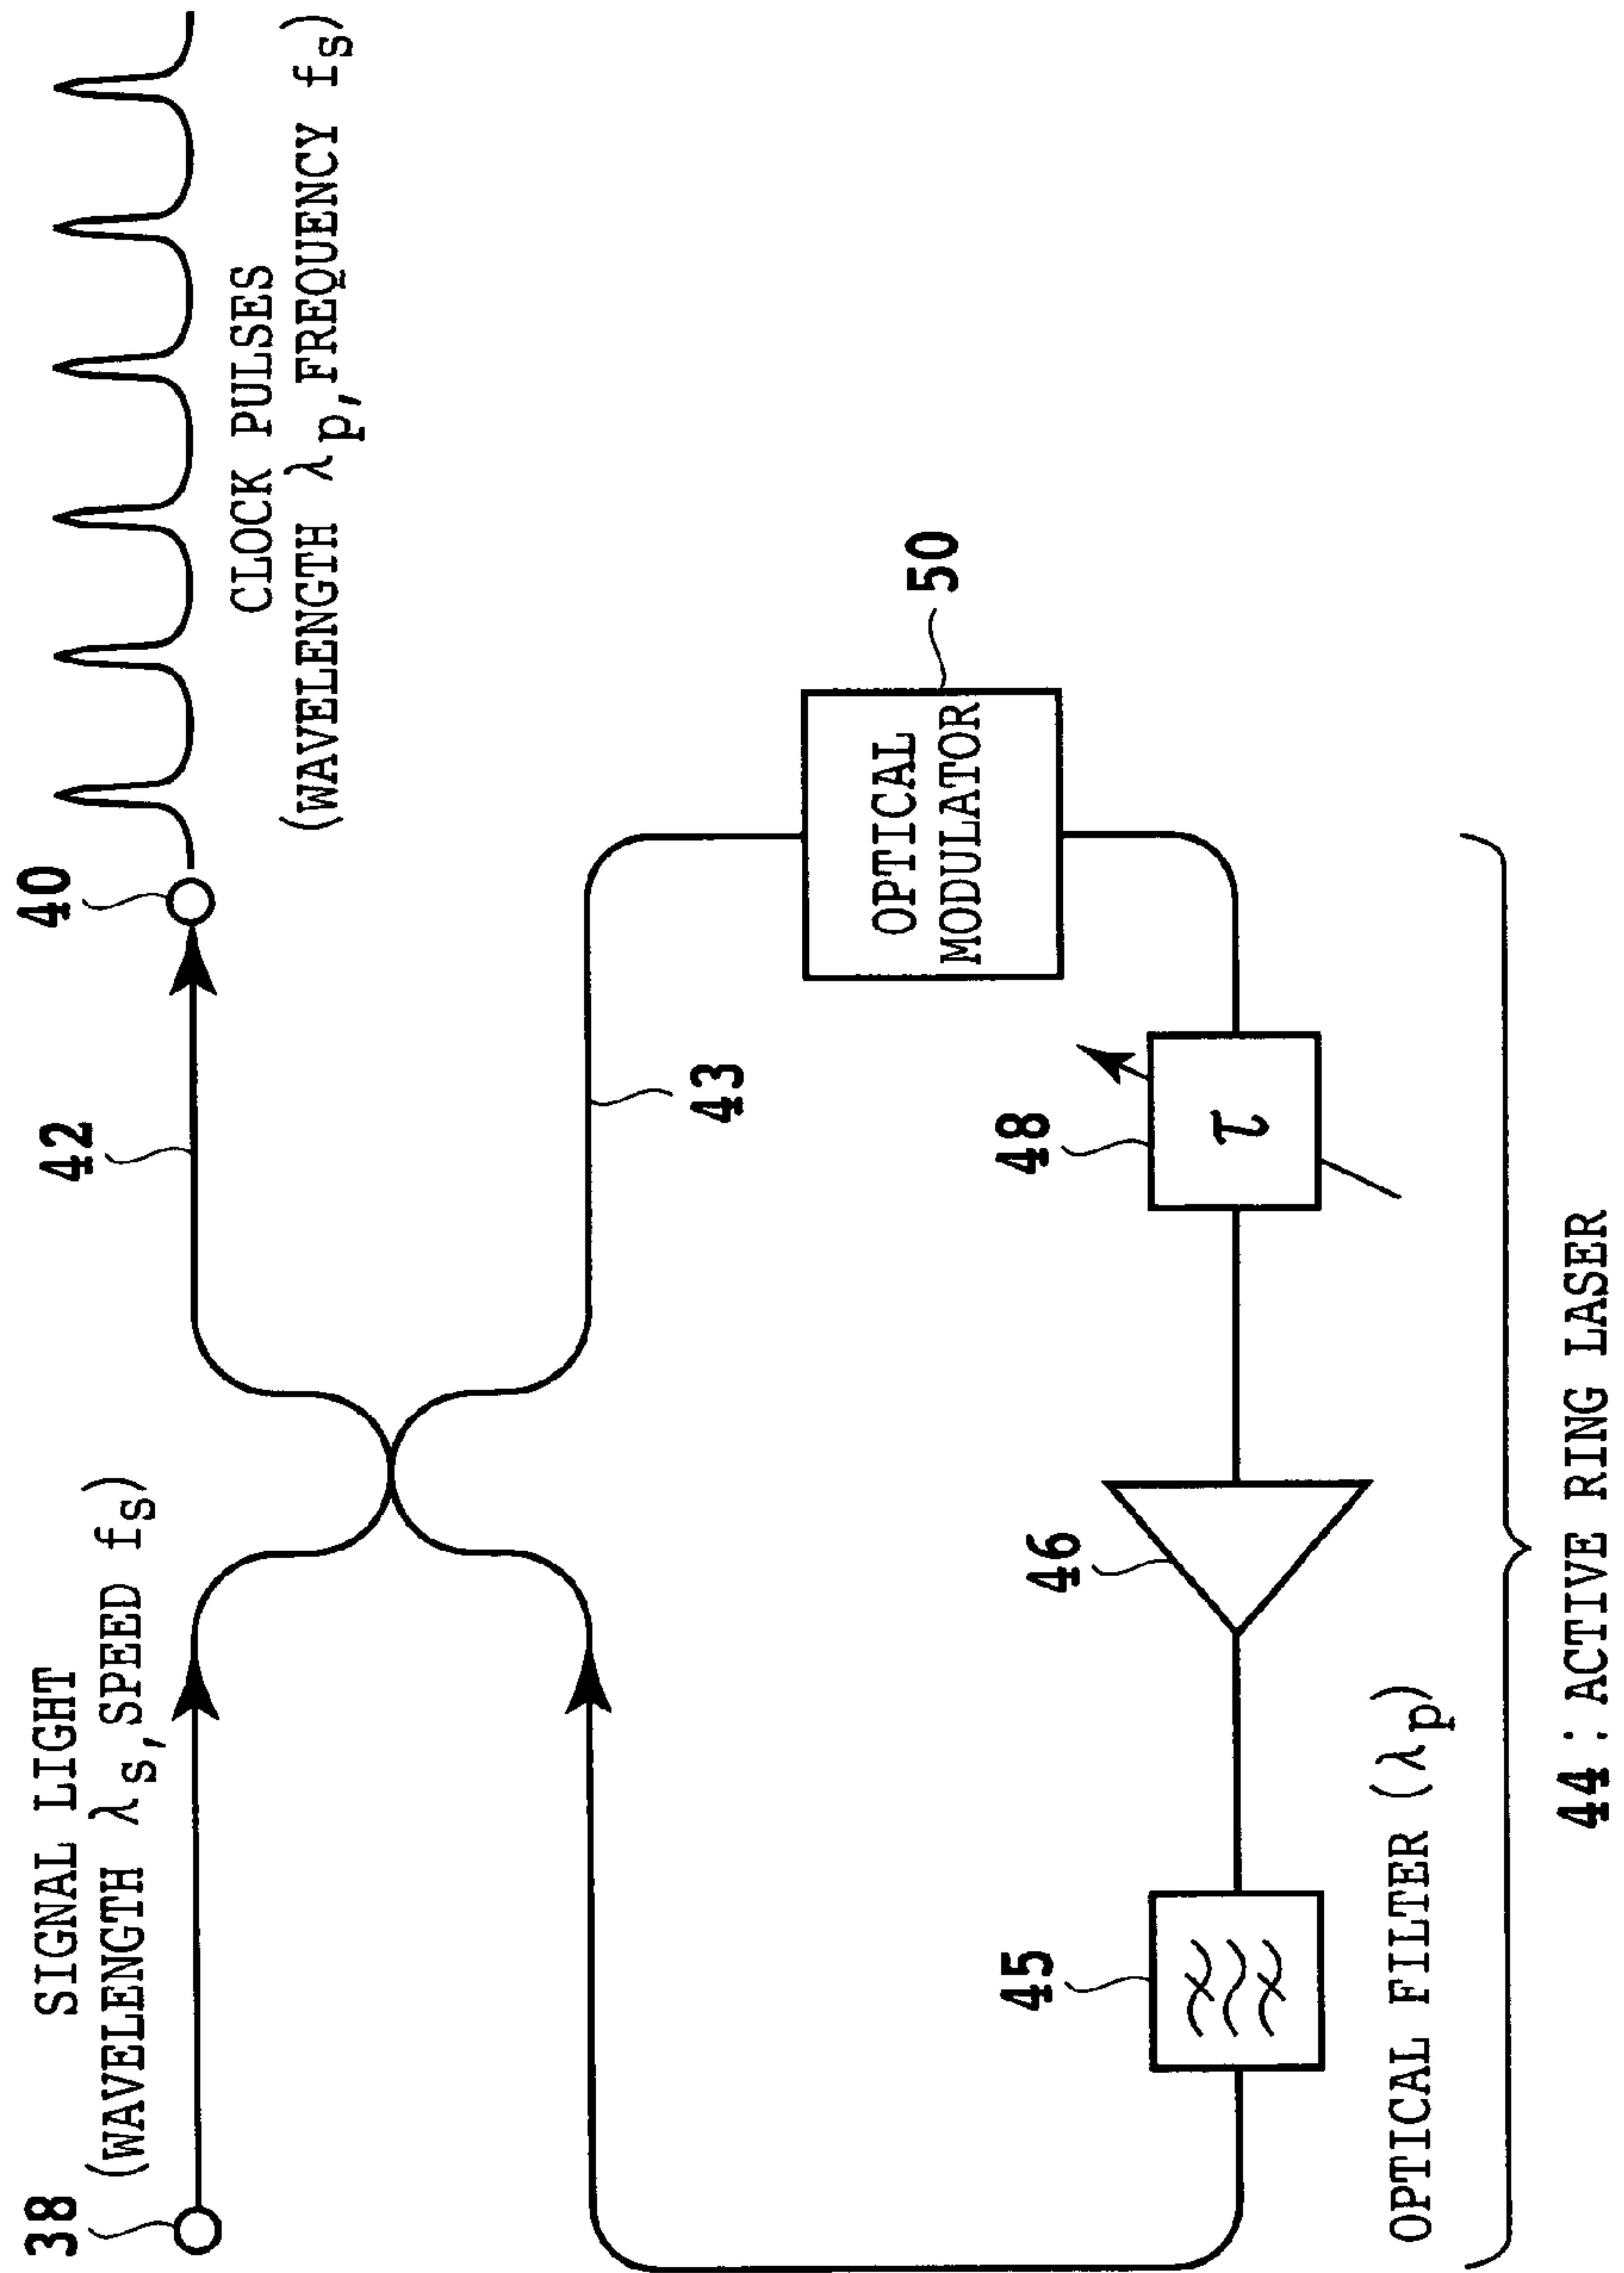 SIGNAL LIGHT
(WAVELENGTH λs, SPEED fs)
38
42
40
CLOCK PULSES
(WAVELENGTH λp, FREQUENCY fs)
43
50
OPTICAL
MODULATOR
45
46
48
τ
OPTICAL FILTER (λp)
44 : ACTIVE RING LASER